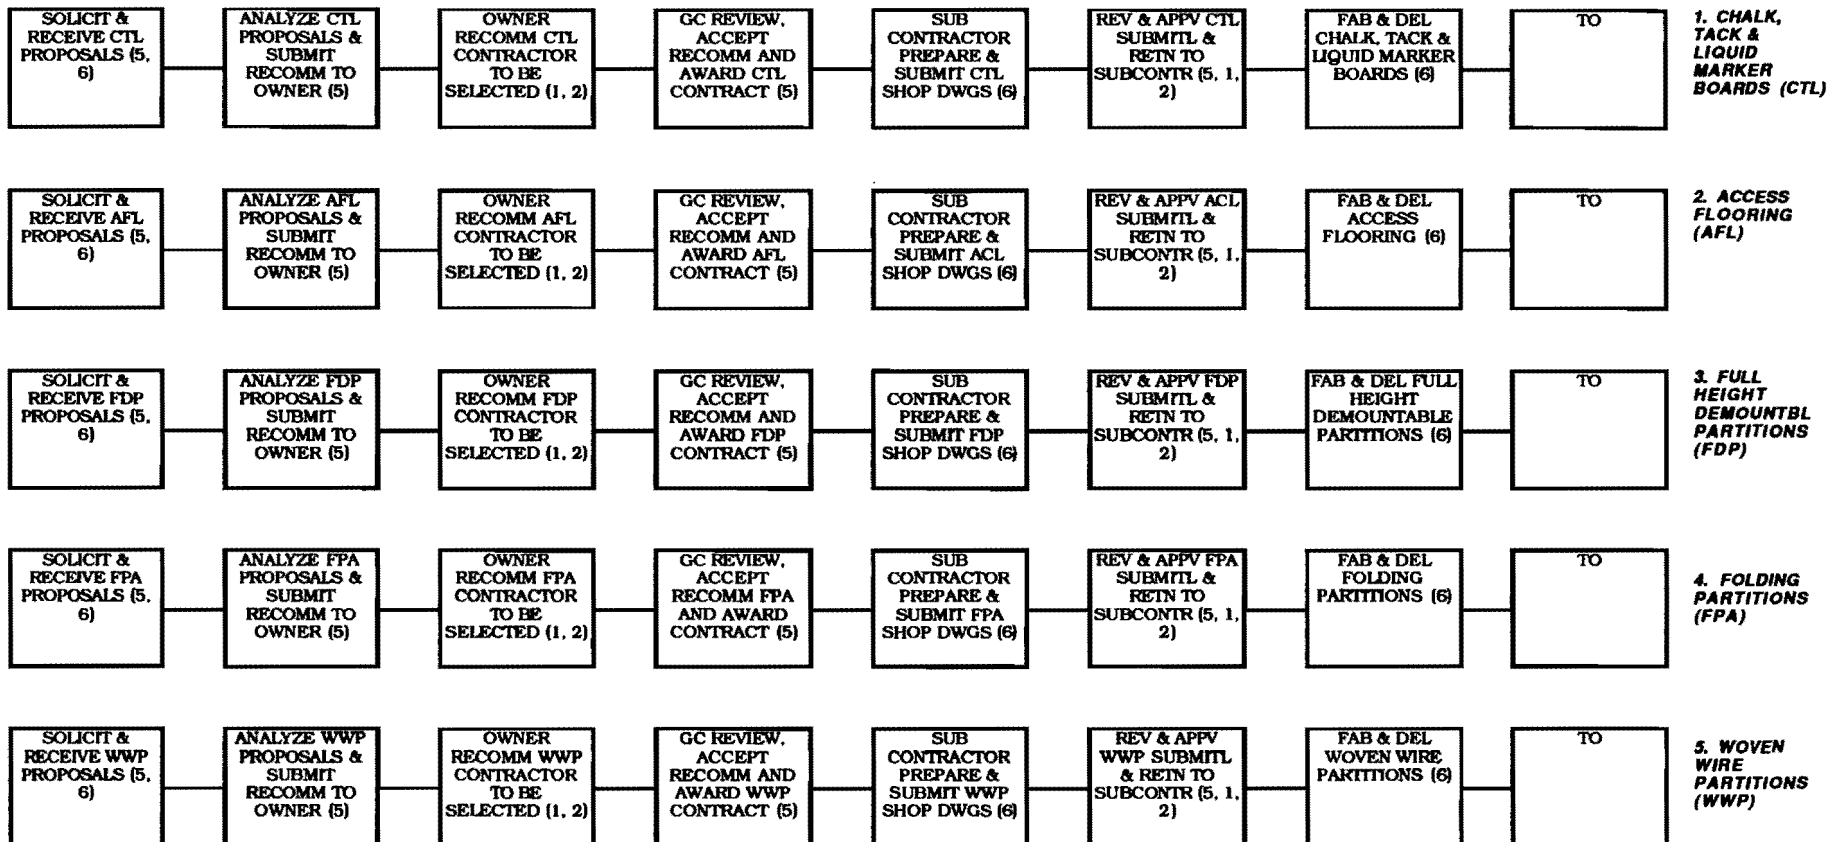 SOLICIT &
RECEIVE CTL
PROPOSALS (5,
6)
ANALYZE CTL
PROPOSALS &
SUBMIT
RECOMM TO
OWNER (5)
OWNER
RECOMM CTL
CONTRACTOR
TO BE
SELECTED (1, 2)
GC REVIEW,
ACCEPT
RECOMM AND
AWARD CTL
CONTRACT (5)
SUB
CONTRACTOR
PREPARE &
SUBMIT CTL
SHOP DWGS (6)
REV & APPV CTL
SUBMITL &
RETN TO
SUBCONTR (5, 1,
2)
FAB & DEL
CHALK, TACK &
LIQUID MARKER
BOARDS (6)
TO
1. CHALK,
TACK &
LIQUID
MARKER
BOARDS (CTL)
SOLICIT &
RECEIVE AFL
PROPOSALS (5,
6)
ANALYZE AFL
PROPOSALS &
SUBMIT
RECOMM TO
OWNER (5)
OWNER
RECOMM AFL
CONTRACTOR
TO BE
SELECTED (1, 2)
GC REVIEW,
ACCEPT
RECOMM AND
AWARD AFL
CONTRACT (5)
SUB
CONTRACTOR
PREPARE &
SUBMIT ACL
SHOP DWGS (6)
REV & APPV ACL
SUBMITL &
RETN TO
SUBCONTR (5, 1,
2)
FAB & DEL
ACCESS
FLOORING (6)
TO
2. ACCESS
FLOORING
(AFL)
SOLICIT &
RECEIVE FDP
PROPOSALS (5,
6)
ANALYZE FDP
PROPOSALS &
SUBMIT
RECOMM TO
OWNER (5)
OWNER
RECOMM FDP
CONTRACTOR
TO BE
SELECTED (1, 2)
GC REVIEW,
ACCEPT
RECOMM AND
AWARD FDP
CONTRACT (5)
SUB
CONTRACTOR
PREPARE &
SUBMIT FDP
SHOP DWGS (6)
REV & APPV FDP
SUBMITL &
RETN TO
SUBCONTR (5, 1,
2)
FAB & DEL FULL
HEIGHT
DEMOUNTABLE
PARTITIONS (6)
TO
3. FULL
HEIGHT
DEMOUNTBL
PARTITIONS
(FDP)
SOLICIT &
RECEIVE FPA
PROPOSALS (5,
6)
ANALYZE FPA
PROPOSALS &
SUBMIT
RECOMM TO
OWNER (5)
OWNER
RECOMM FPA
CONTRACTOR
TO BE
SELECTED (1, 2)
GC REVIEW,
ACCEPT
RECOMM FPA
AND AWARD
CONTRACT (5)
SUB
CONTRACTOR
PREPARE &
SUBMIT FPA
SHOP DWGS (6)
REV & APPV FPA
SUBMITL &
RETN TO
SUBCONTR (5, 1,
2)
FAB & DEL
FOLDING
PARTITIONS (6)
TO
4. FOLDING
PARTITIONS
(FPA)
SOLICIT &
RECEIVE WWP
PROPOSALS (5,
6)
ANALYZE WWP
PROPOSALS &
SUBMIT
RECOMM TO
OWNER (5)
OWNER
RECOMM WWP
CONTRACTOR
TO BE
SELECTED (1, 2)
GC REVIEW,
ACCEPT
RECOMM AND
AWARD WWP
CONTRACT (5)
SUB
CONTRACTOR
PREPARE &
SUBMIT WWP
SHOP DWGS (6)
REV & APPV
WWP SUBMITL
& RETN TO
SUBCONTR (5, 1,
2)
FAB & DEL
WOVEN WIRE
PARTITIONS (6)
TO
5. WOVEN
WIRE
PARTITIONS
(WWP)